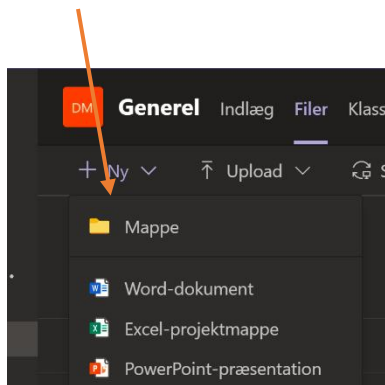 DM Generel Indlæg Filer Klass
+ Ny Upload S
Mappe
Word-dokument
Excel-projektmappe
PowerPoint-præsentation